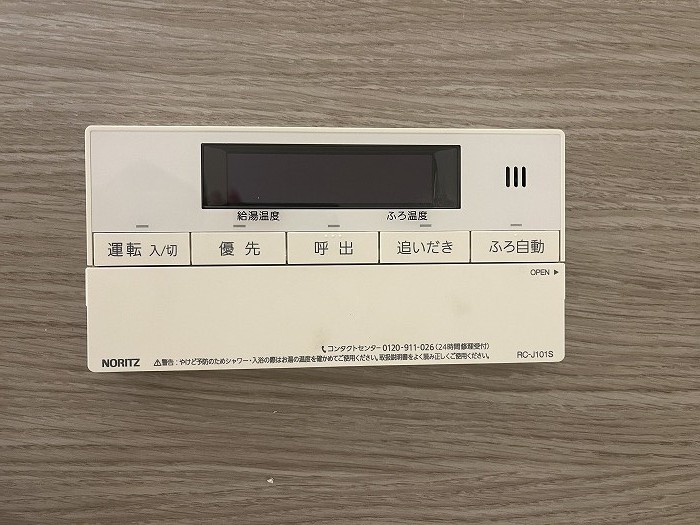 給湯温度 ふろ温度
運転 入/切 優先 呼出 追いだき ふろ自動
OPEN ▶
コンタクトセンター 0120-911-026 (24時間修理受付)
NORITZ ⚠警告:やけど予防のためシャワー・入浴の際はお湯の温度を確かめてご使用ください。取扱説明書をよく読み正しくご使用ください。 RC-J101S